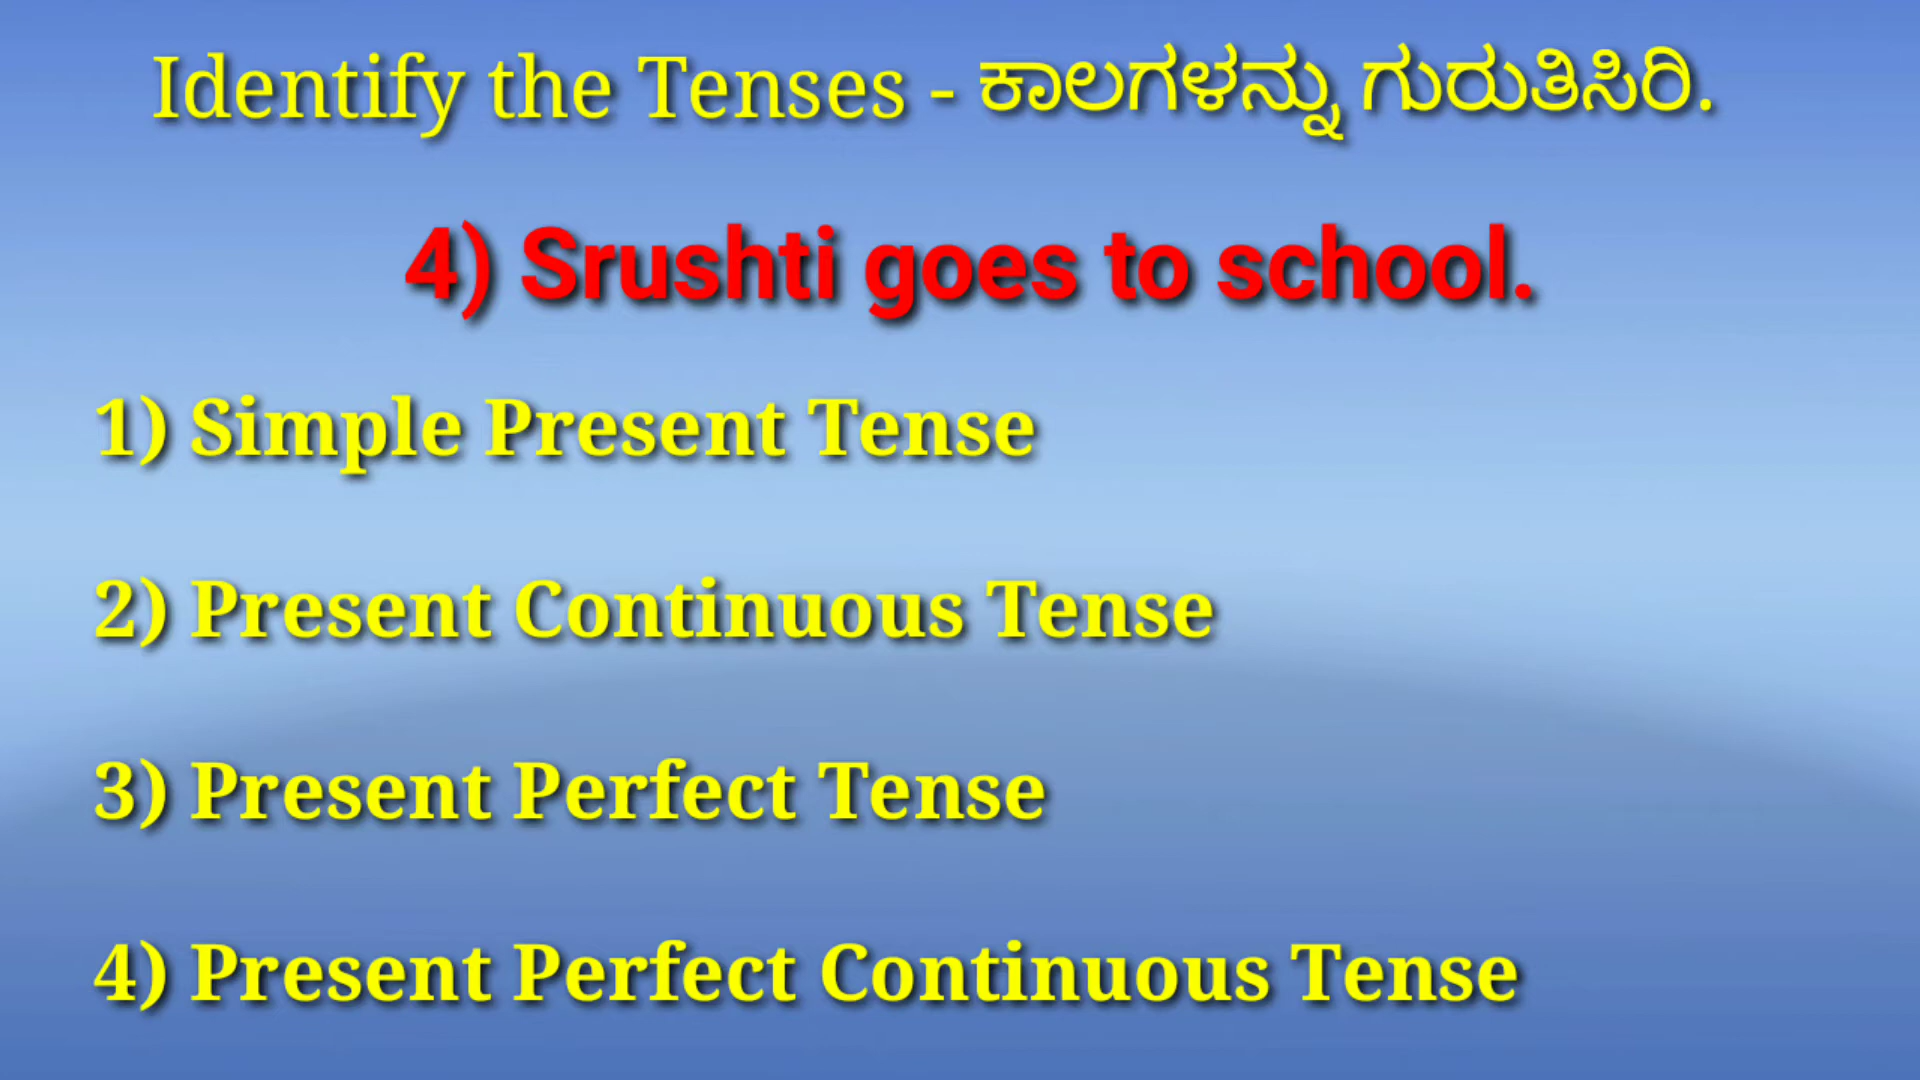 Identify the Tenses - ಕಾಲಗಳನ್ನು ಗುರುತಿಸಿರಿ.
4) Srushti goes to school.
1) Simple Present Tense
2) Present Continuous Tense
3) Present Perfect Tense
4) Present Perfect Continuous Tense